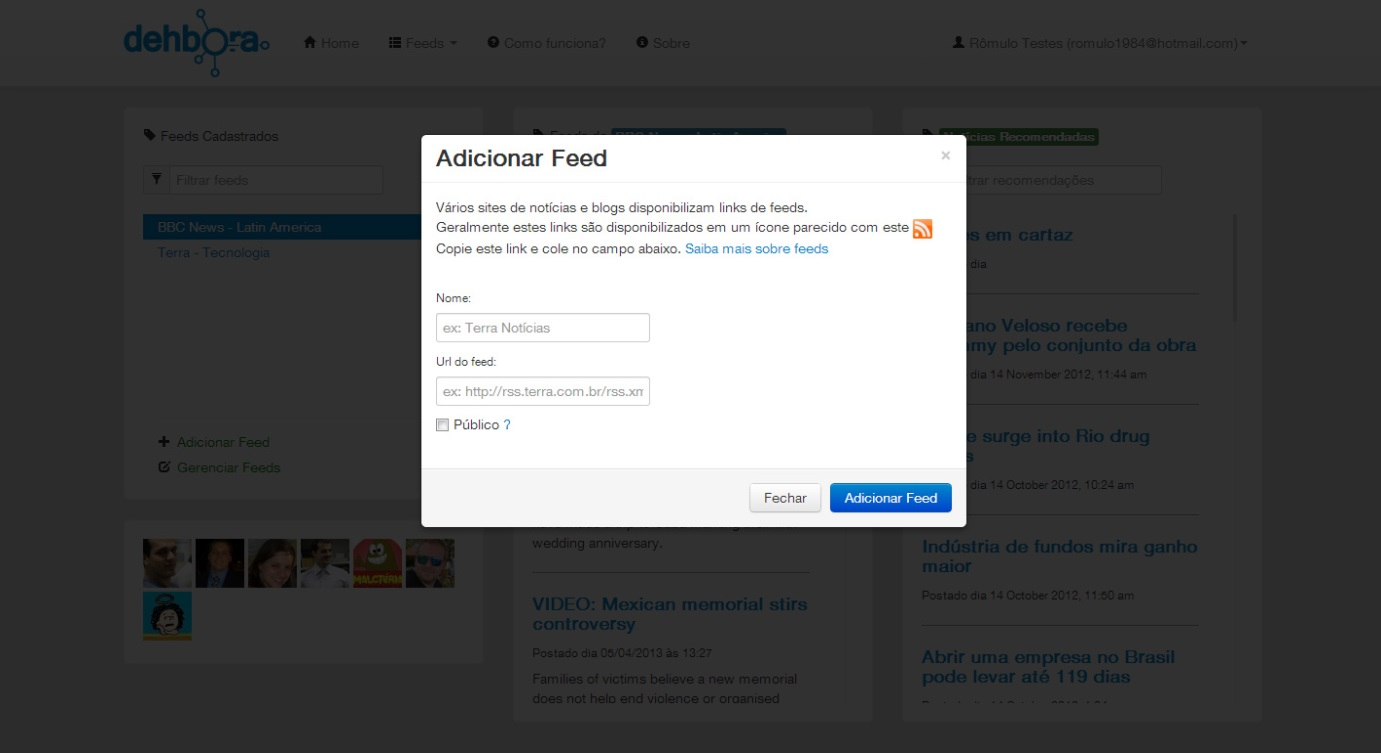 dehbora
Home
Feeds
Como funciona?
Sobre
Rômulo Testes (romulo1984@hotmail.com)
Feeds Cadastrados
Filtrar feeds
BBC News - Latin America
Terra - Tecnologia
Adicionar Feed
Gerenciar Feeds
Adicionar Feed
×
Vários sites de notícias e blogs disponibilizam links de feeds.
Geralmente estes links são disponibilizados em um ícone parecido com este
Copie este link e cole no campo abaixo. Saiba mais sobre feeds
Nome:
ex: Terra Notícias
Url do feed:
ex: http://rss.terra.com.br/rss.xm
Público ?
Fechar
Adicionar Feed
wedding anniversary.
VIDEO: Mexican memorial stirs
controversy
Postado dia 05/04/2013 às 13:27
Families of victims believe a new memorial
does not help end violence or organised
Notícias Recomendadas
recomendações
em cartaz
dia
Veloso recebe
pelo conjunto da obra
dia 14 November 2012, 11:44 am
surge into Rio drug
dia 14 October 2012, 10:24 am
Indústria de fundos mira ganho
maior
Postado dia 14 October 2012, 11:50 am
Abrir uma empresa no Brasil
pode levar até 119 dias